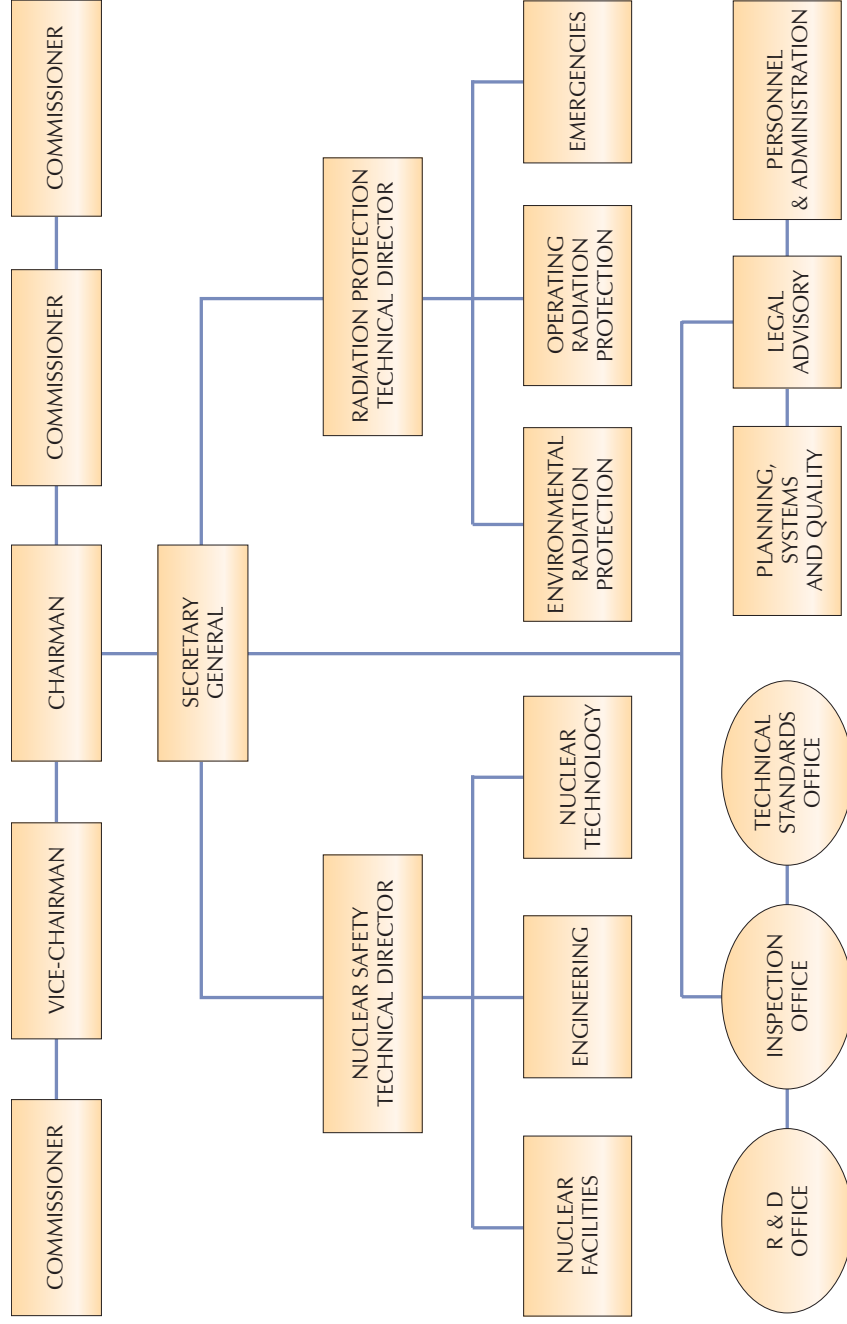 COMMISSIONER
VICE-CHAIRMAN
CHAIRMAN
COMMISSIONER
COMMISSIONER
SECRETARY
GENERAL
NUCLEAR SAFETY
TECHNICAL DIRECTOR
RADIATION PROTECTION
TECHNICAL DIRECTOR
NUCLEAR
FACILITIES
ENGINEERING
NUCLEAR
TECHNOLOGY
ENVIRONMENTAL
RADIATION
PROTECTION
OPERATING
RADIATION
PROTECTION
EMERGENCIES
R & D
OFFICE
INSPECTION
OFFICE
TECHNICAL
STANDARDS
OFFICE
PLANNING,
SYSTEMS
AND QUALITY
LEGAL
ADVISORY
PERSONNEL
& ADMINISTRATION